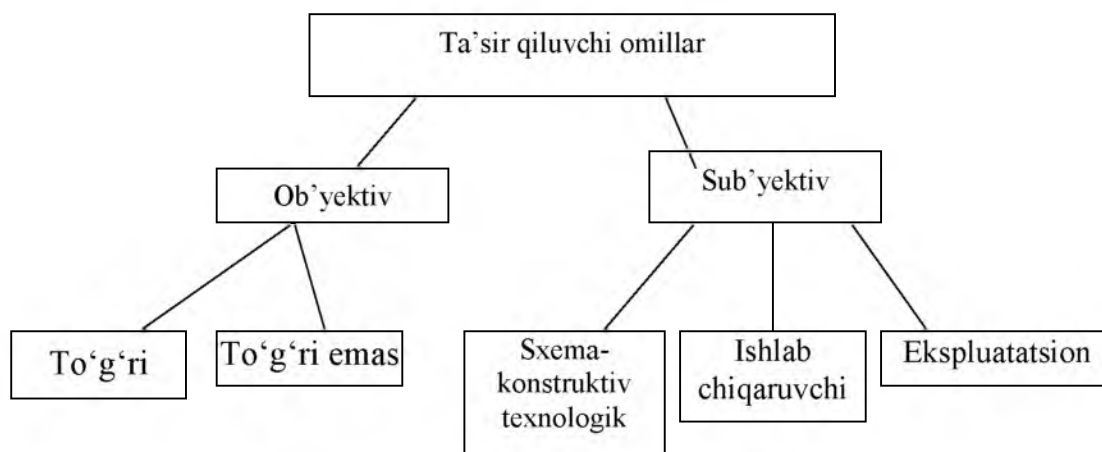 Ta’sir qiluvchi omillar
Ob’yektiv
Sub’yektiv
To‘g‘ri
To‘g‘ri emas
Sxema-
konstruktiv
texnologik
Ishlab
chiqaruvchi
Ekspluatatsion